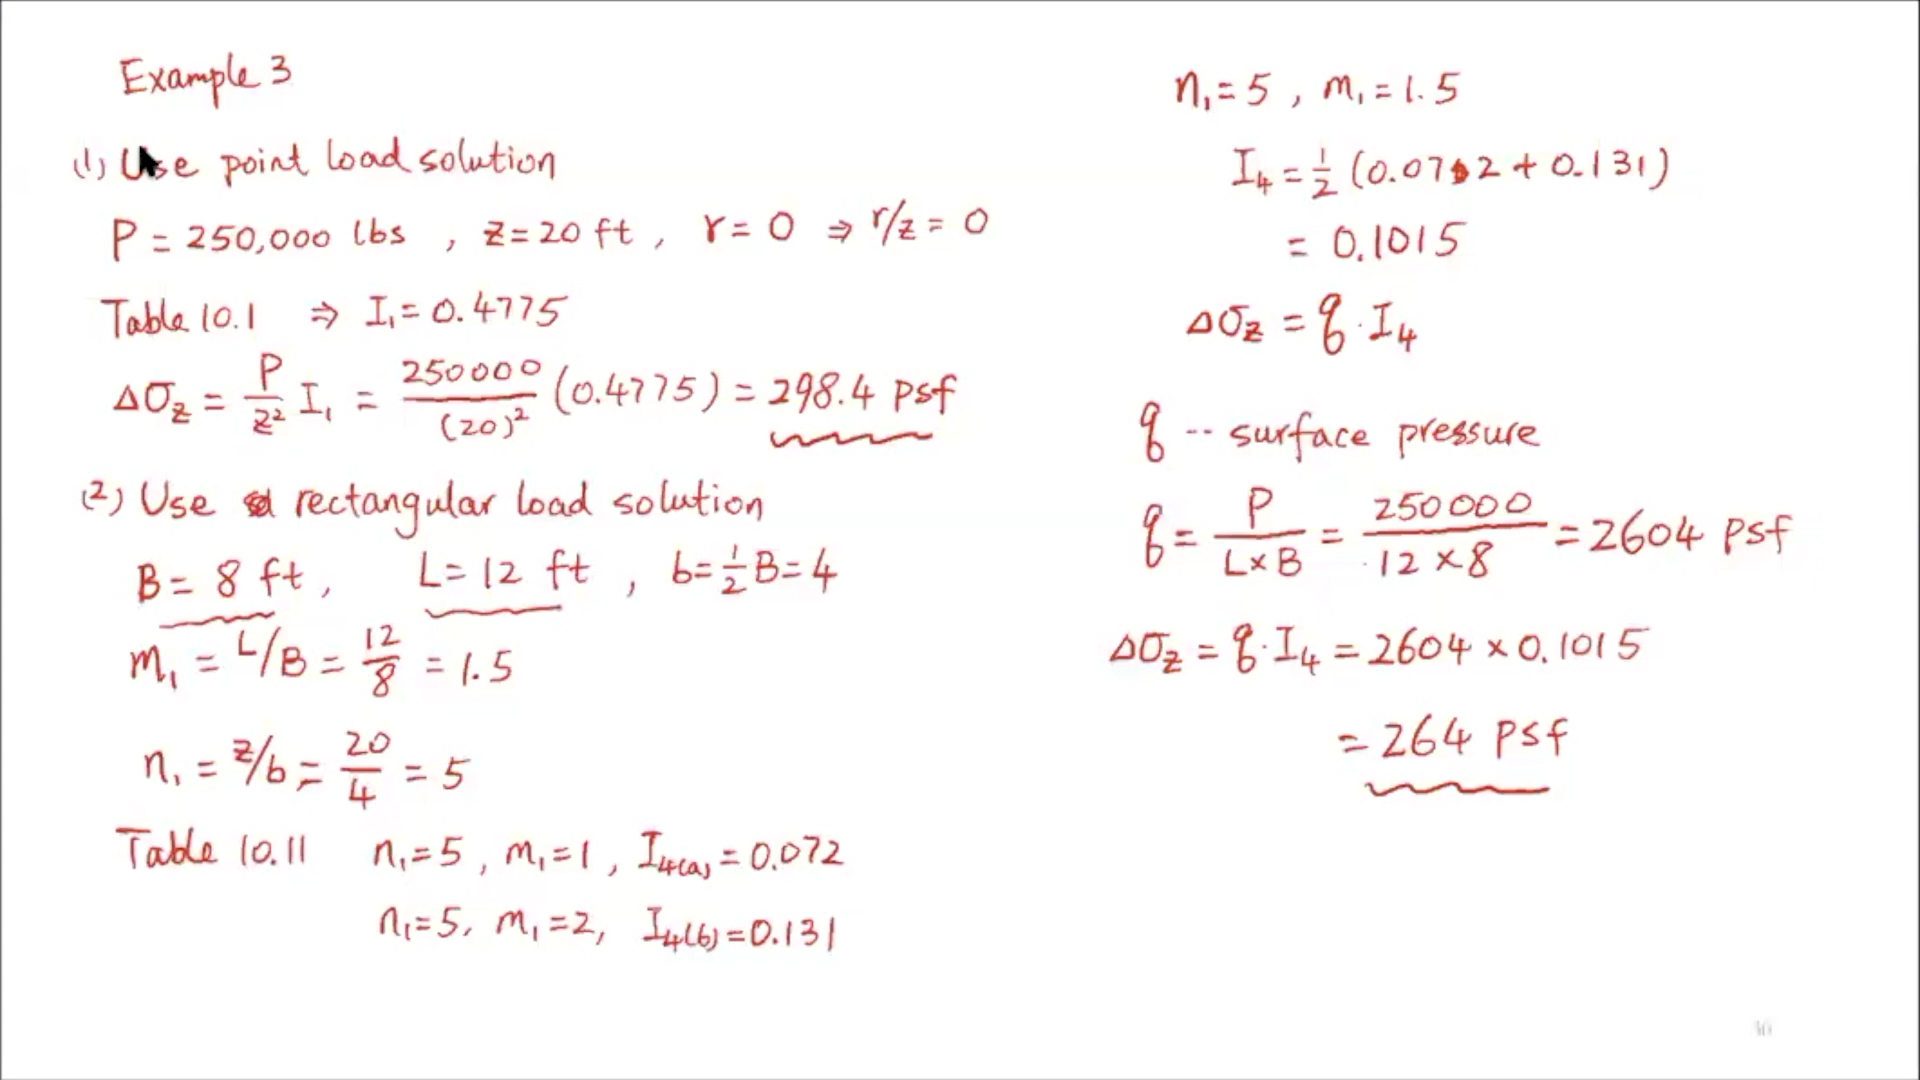 Example 3
(1) Use point load solution
P = 250,000 lbs , z = 20 ft , r = 0 ⇒ r/z = 0
Table 10.1 ⇒ I₁ = 0.4775
Δσz = P/z² I₁ = 250000/(20)² (0.4775) = 298.4 psf
(2) Use rectangular load solution
B = 8 ft , L = 12 ft , b = 1/2 B = 4
m₁ = L/B = 12/8 = 1.5
n₁ = z/b = 20/4 = 5
Table 10.11 n₁ = 5 , m₁ = 1 , I₄(a) = 0.072
n₁ = 5, m₁ = 2, I₄(b) = 0.131
n₁ = 5 , m₁ = 1.5
I₄ = 1/2 (0.072 + 0.131)
= 0.1015
Δσz = q · I₄
q -- surface pressure
q = P/L×B = 250000/12×8 = 2604 psf
Δσz = q · I₄ = 2604 × 0.1015
= 264 psf